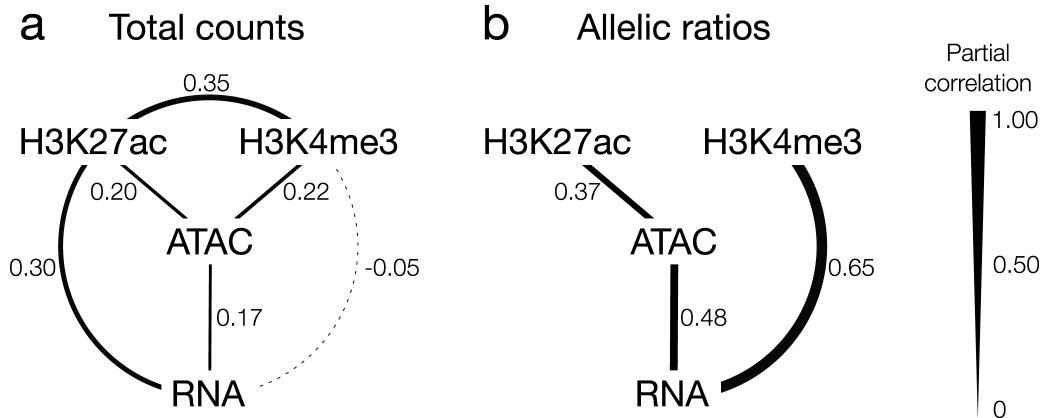 a Total counts
0.35
H3K27ac H3K4me3
0.20 0.22
ATAC
0.30 -0.05
0.17
RNA
b Allelic ratios
H3K27ac H3K4me3
0.37
ATAC
0.65
0.48
RNA
Partial
correlation
1.00
0.50
0